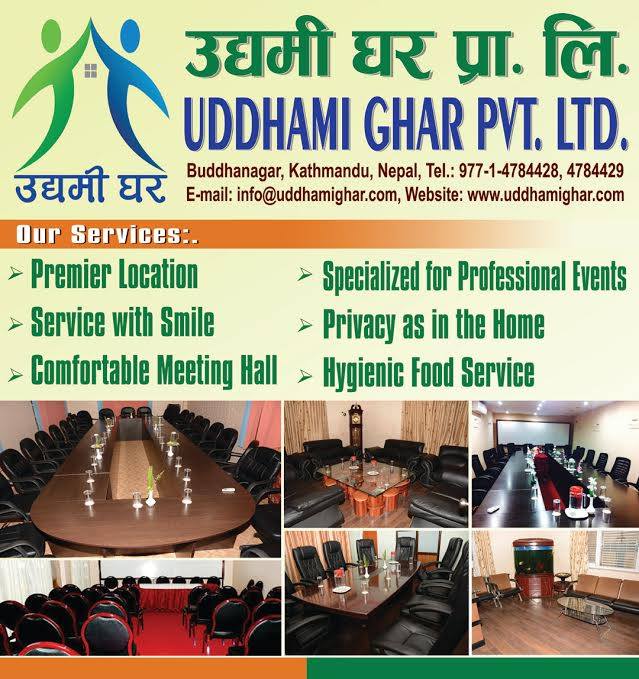 उद्यमी घर प्रा. लि.
UDDHAMI GHAR PVT. LTD.
उद्यमी घर
Buddhanagar, Kathmandu, Nepal, Tel.: 977-1-4784428, 4784429
E-mail: info@uddhamighar.com, Website: www.uddhamighar.com
Our Services:.
➢ Premier Location
➢ Service with Smile
➢ Comfortable Meeting Hall
➢ Specialized for Professional Events
➢ Privacy as in the Home
➢ Hygienic Food Service